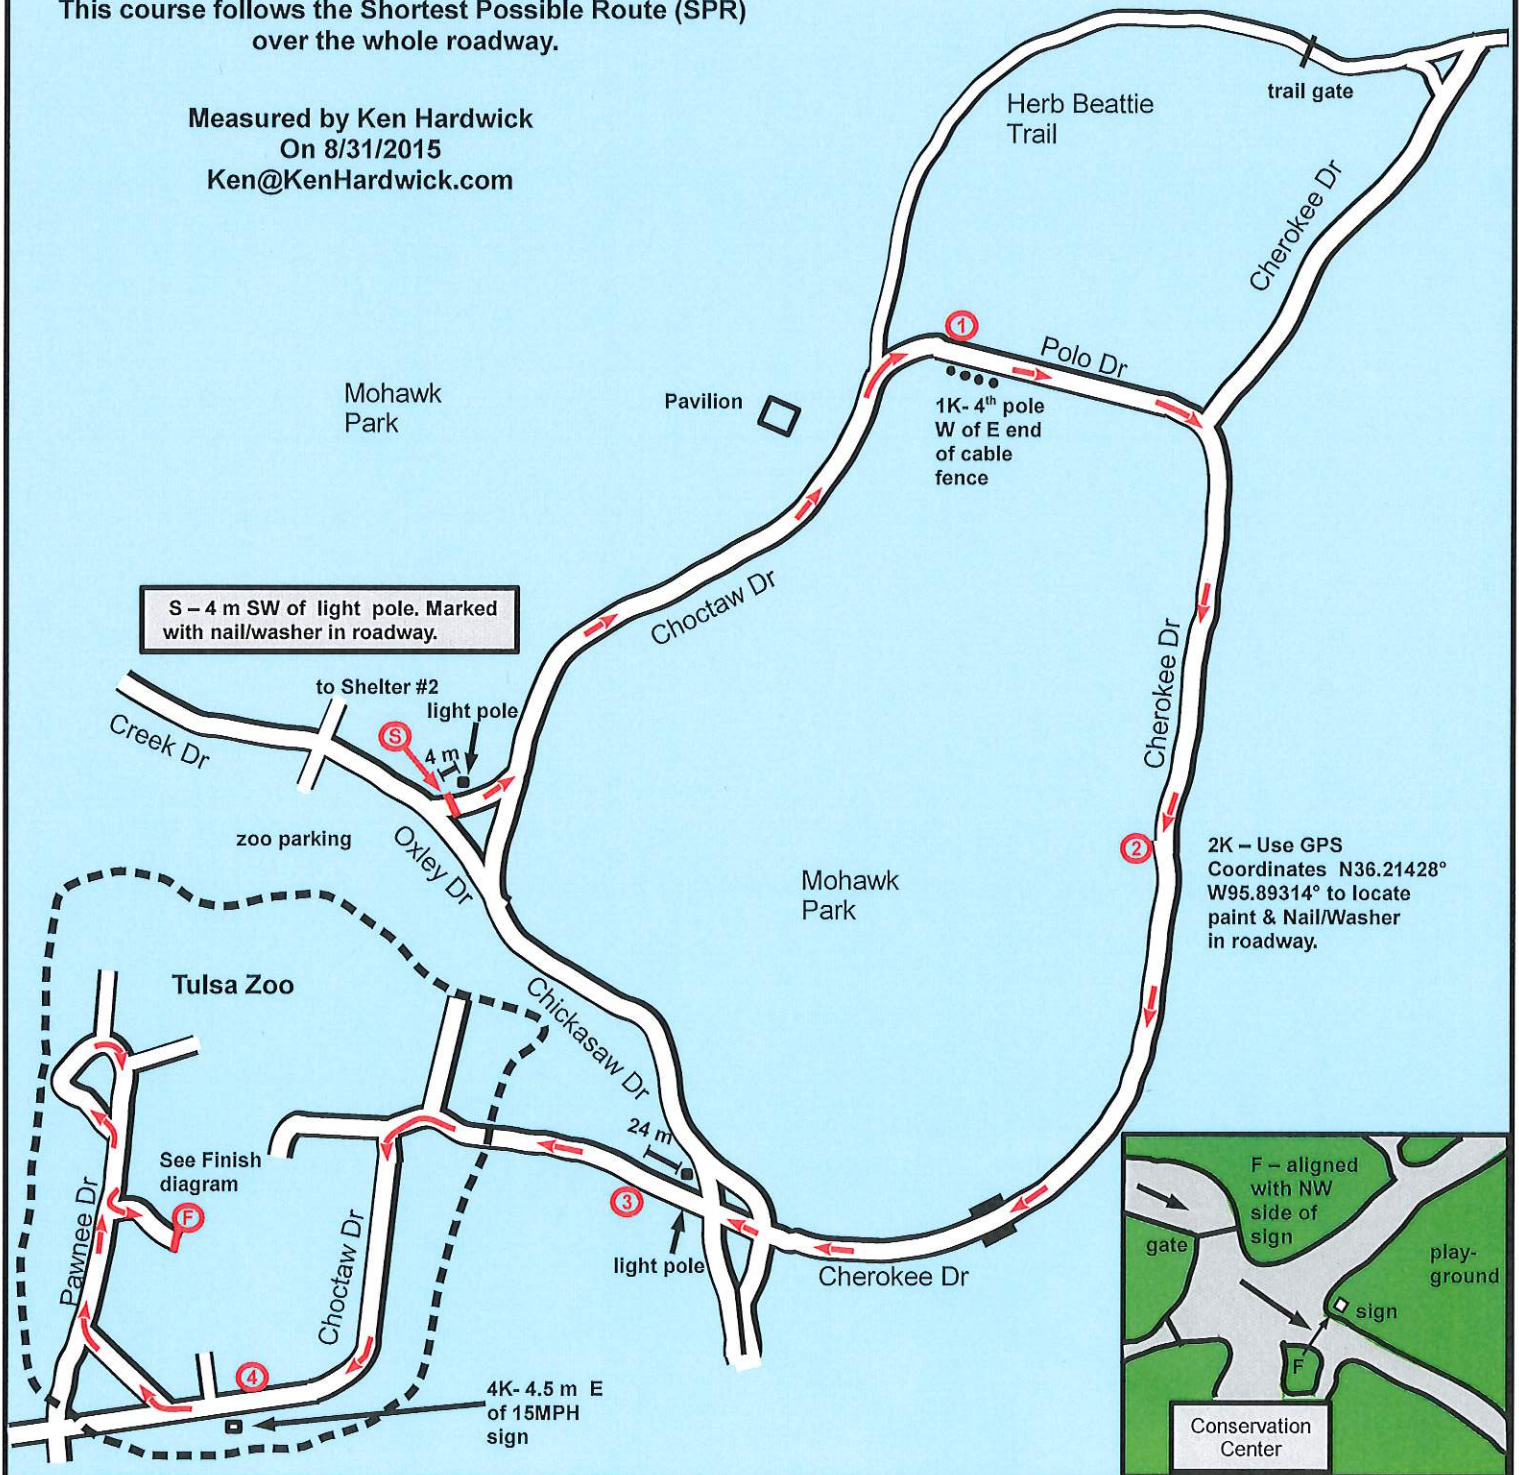 This course follows the Shortest Possible Route (SPR)
over the whole roadway.
Measured by Ken Hardwick
On 8/31/2015
Ken@KenHardwick.com
Herb Beattie
Trail
trail gate
Cherokee Dr
1
Polo Dr
1K- 4th pole
W of E end
of cable
fence
Mohawk
Park
Pavilion
Choctaw Dr
S – 4 m SW of light pole. Marked
with nail/washer in roadway.
to Shelter #2
light pole
S
4 m
Creek Dr
zoo parking
Oxley Dr
Cherokee Dr
2
2K – Use GPS
Coordinates N36.21428°
W95.89314° to locate
paint & Nail/Washer
in roadway.
Mohawk
Park
Tulsa Zoo
Chickasaw Dr
24 m
3
light pole
Cherokee Dr
See Finish
diagram
F
Pawnee Dr
Choctaw Dr
4
4K- 4.5 m E
of 15MPH
sign
F – aligned
with NW
side of
sign
gate
play-
ground
sign
F
Conservation
Center